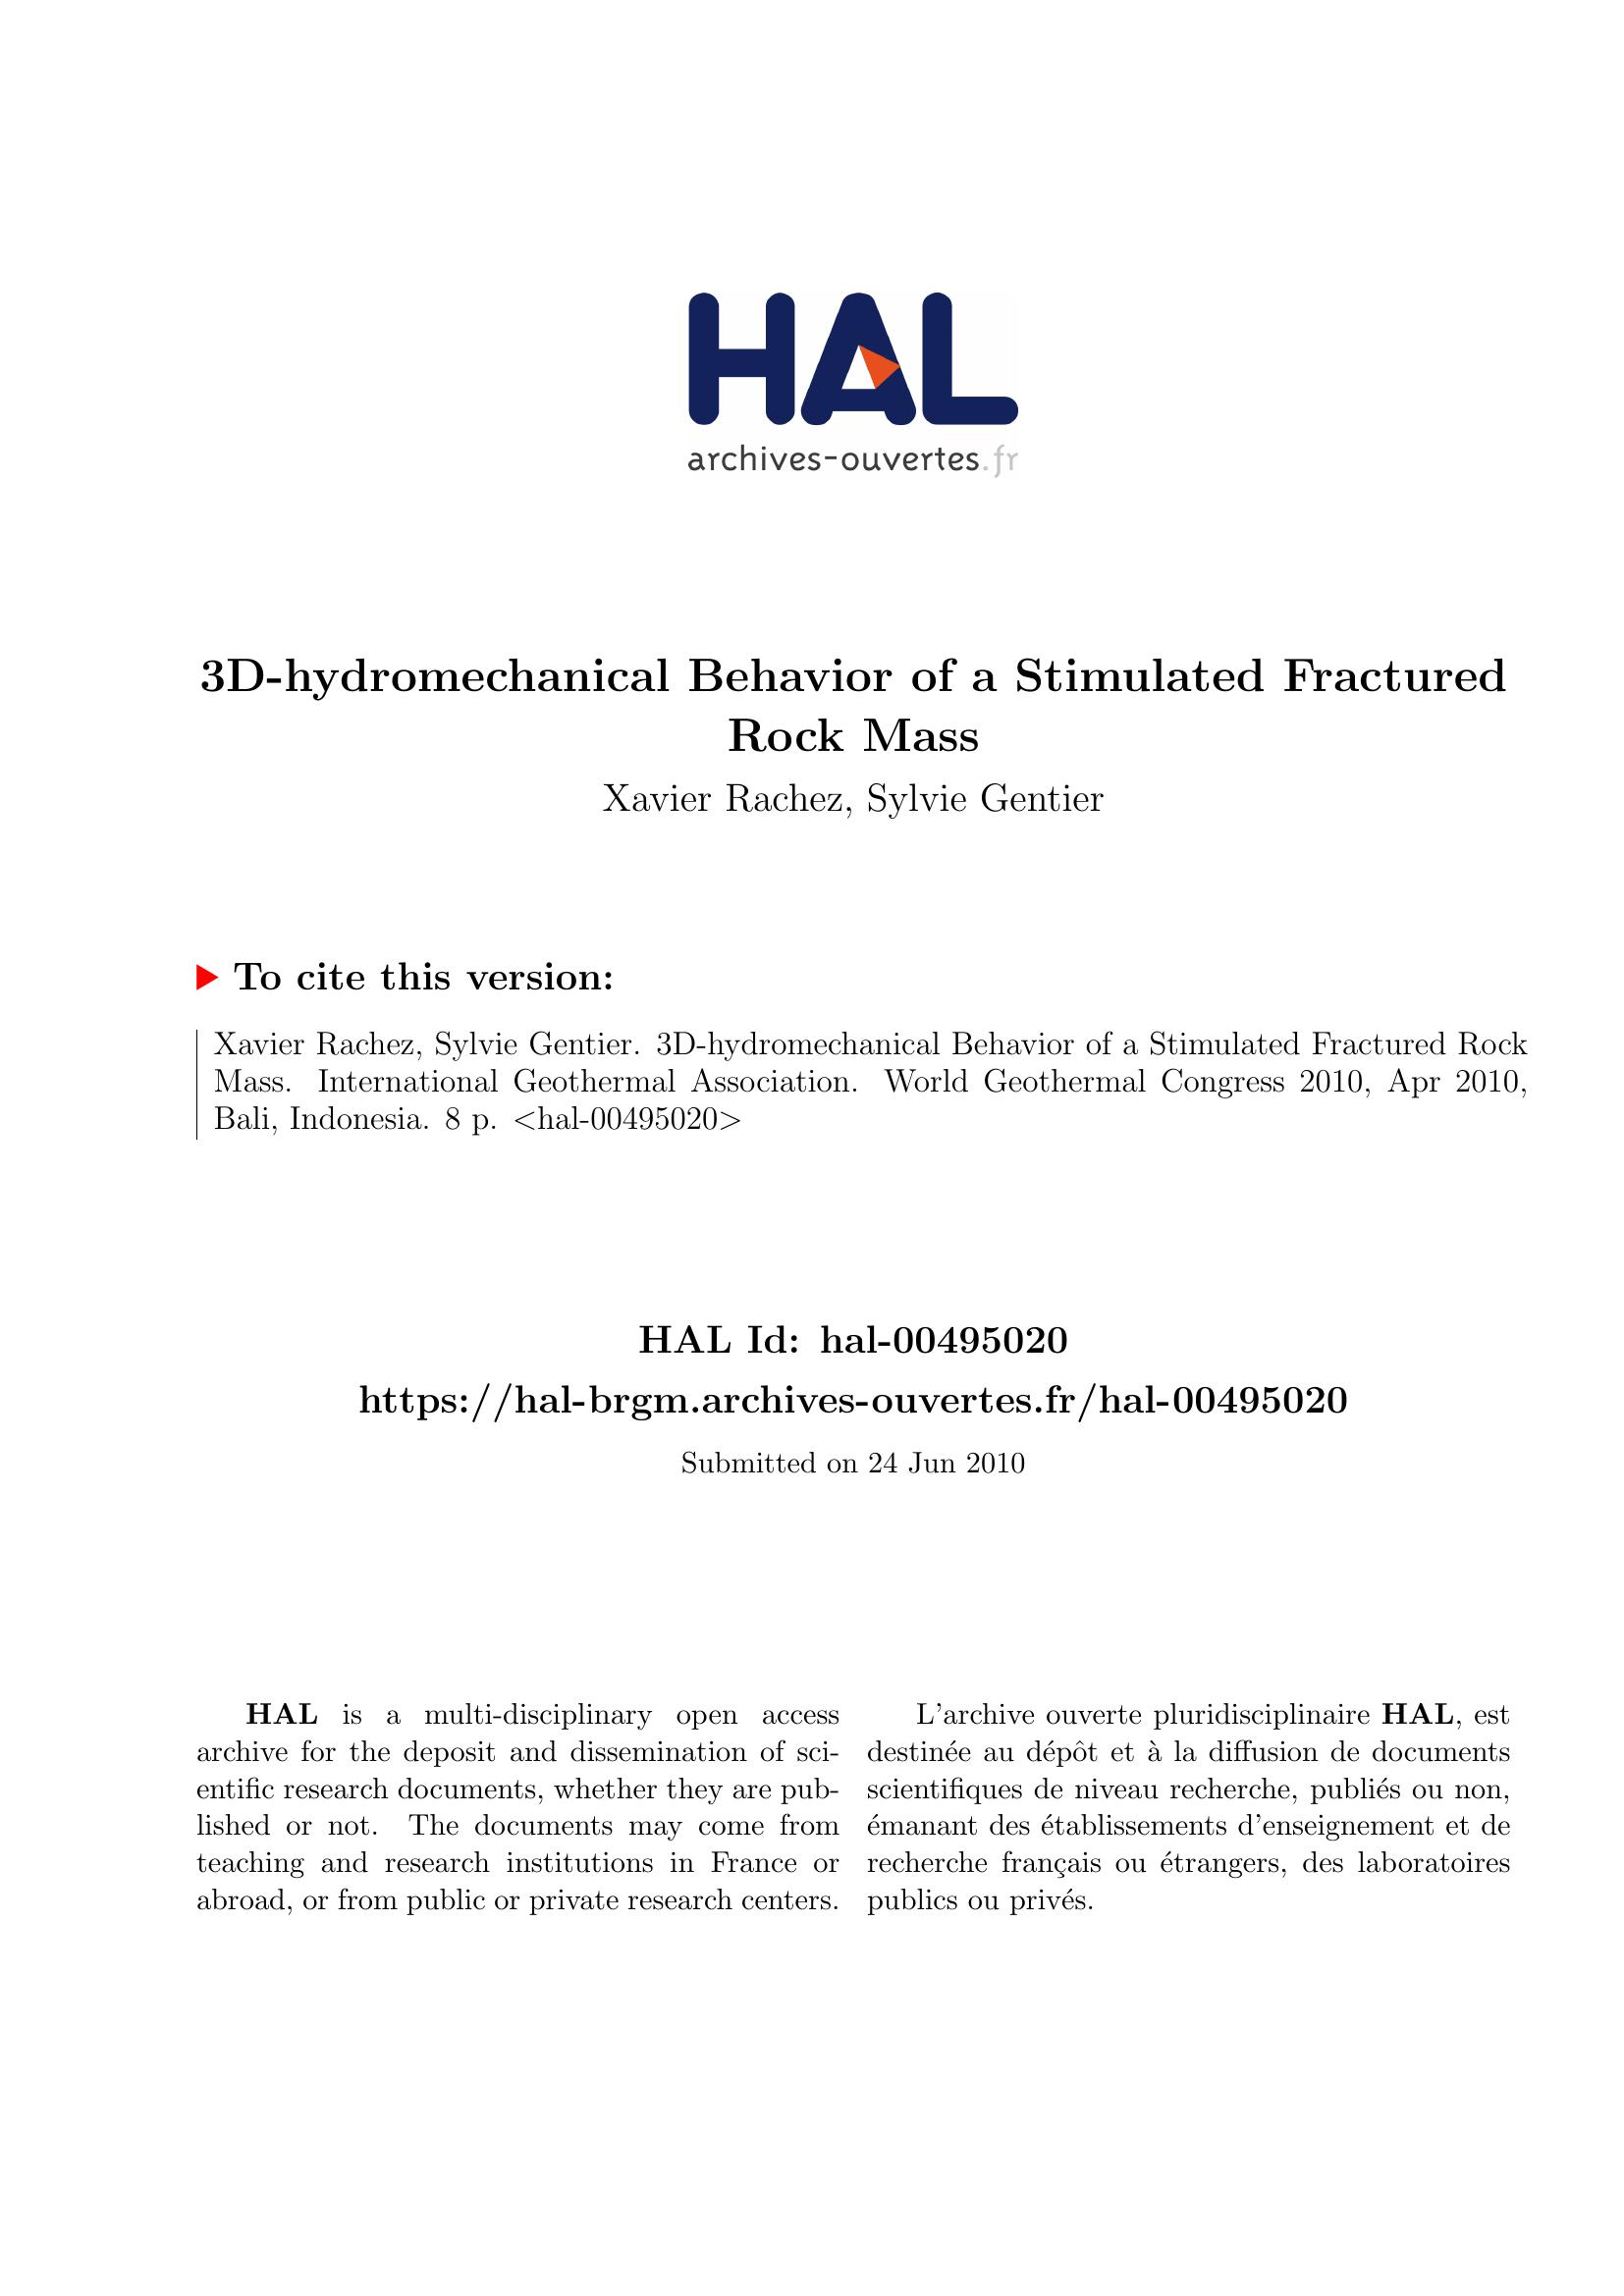 HAL
archives-ouvertes.fr
3D-hydromechanical Behavior of a Stimulated Fractured
Rock Mass
Xavier Rachez, Sylvie Gentier
To cite this version:
Xavier Rachez, Sylvie Gentier. 3D-hydromechanical Behavior of a Stimulated Fractured Rock
Mass. International Geothermal Association. World Geothermal Congress 2010, Apr 2010,
Bali, Indonesia. 8 p. <hal-00495020>
HAL Id: hal-00495020
https://hal-brgm.archives-ouvertes.fr/hal-00495020
Submitted on 24 Jun 2010
HAL is a multi-disciplinary open access
archive for the deposit and dissemination of sci-
entific research documents, whether they are pub-
lished or not. The documents may come from
teaching and research institutions in France or
abroad, or from public or private research centers.
L'archive ouverte pluridisciplinaire HAL, est
destinée au dépôt et à la diffusion de documents
scientifiques de niveau recherche, publiés ou non,
émanant des établissements d'enseignement et de
recherche français ou étrangers, des laboratoires
publics ou privés.